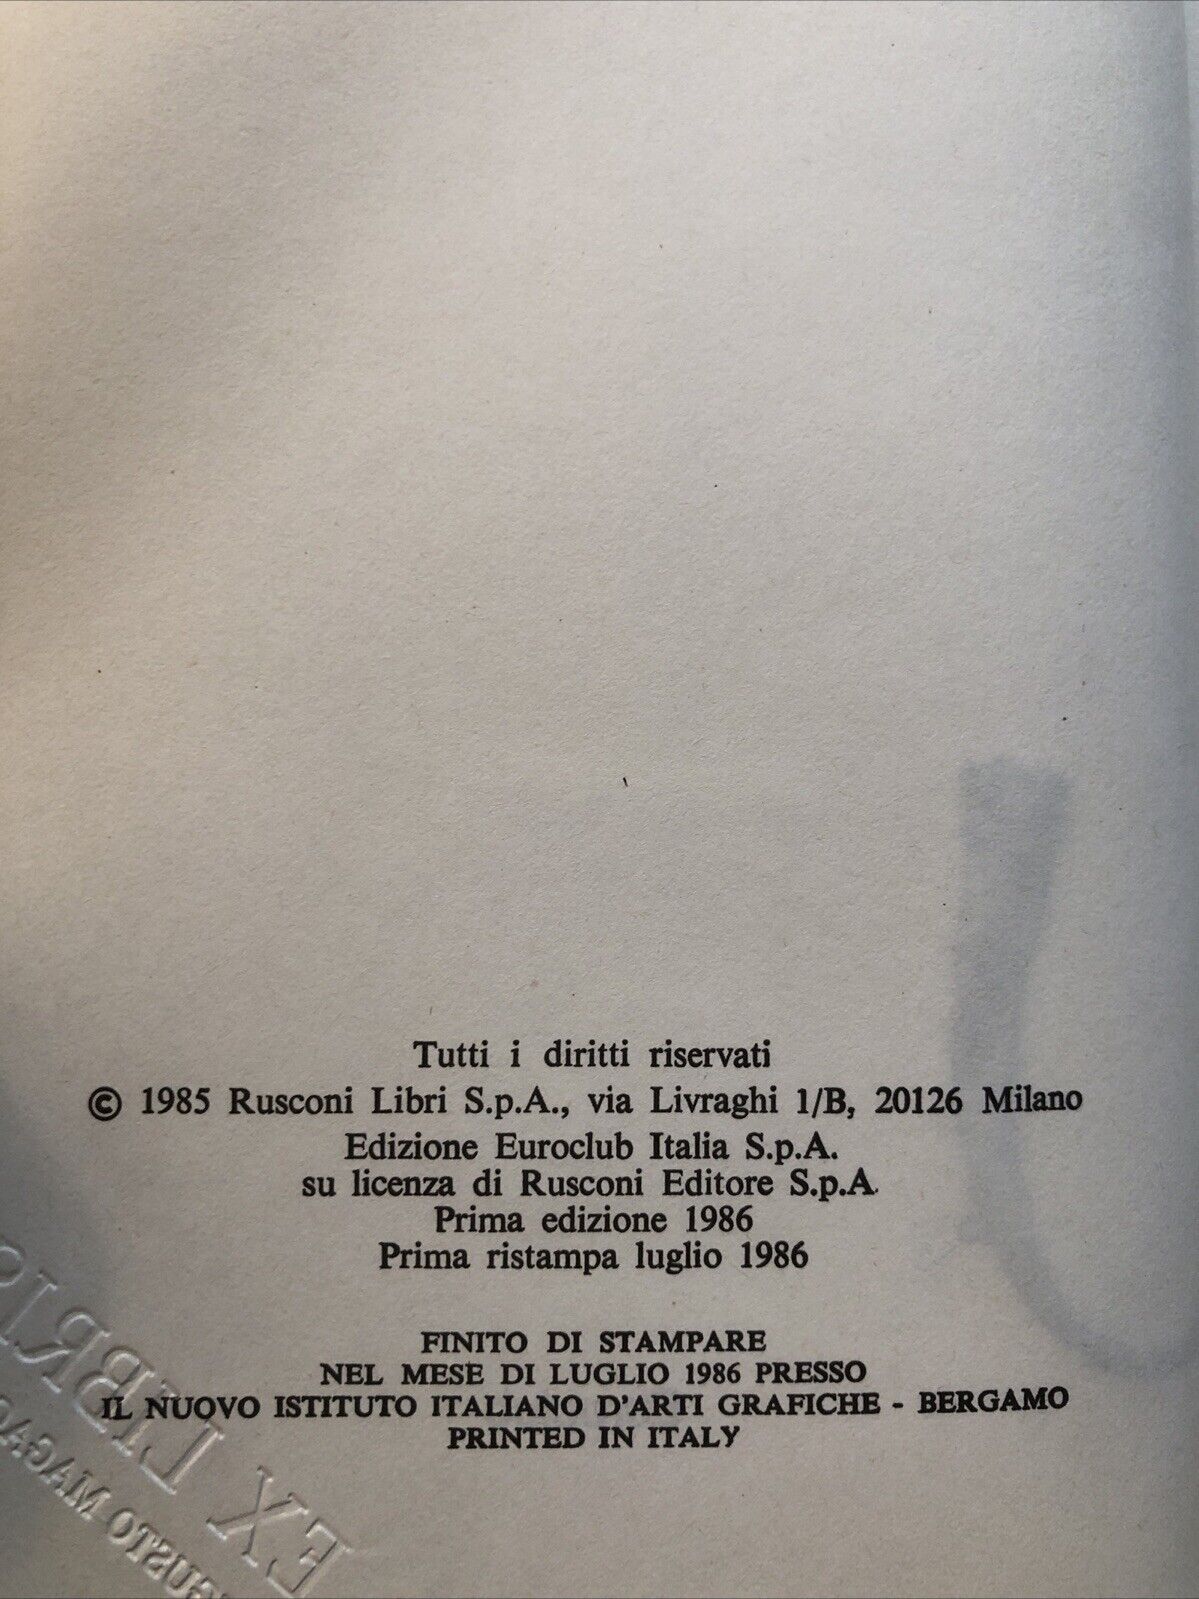 Tutti i diritti riservati
© 1985 Rusconi Libri S.p.A., via Livraghi 1/B, 20126 Milano
Edizione Euroclub Italia S.p.A.
su licenza di Rusconi Editore S.p.A.
Prima edizione 1986
Prima ristampa luglio 1986
FINITO DI STAMPARE
NEL MESE DI LUGLIO 1986 PRESSO
IL NUOVO ISTITUTO ITALIANO D'ARTI GRAFICHE - BERGAMO
PRINTED IN ITALY
EX LIBRIS